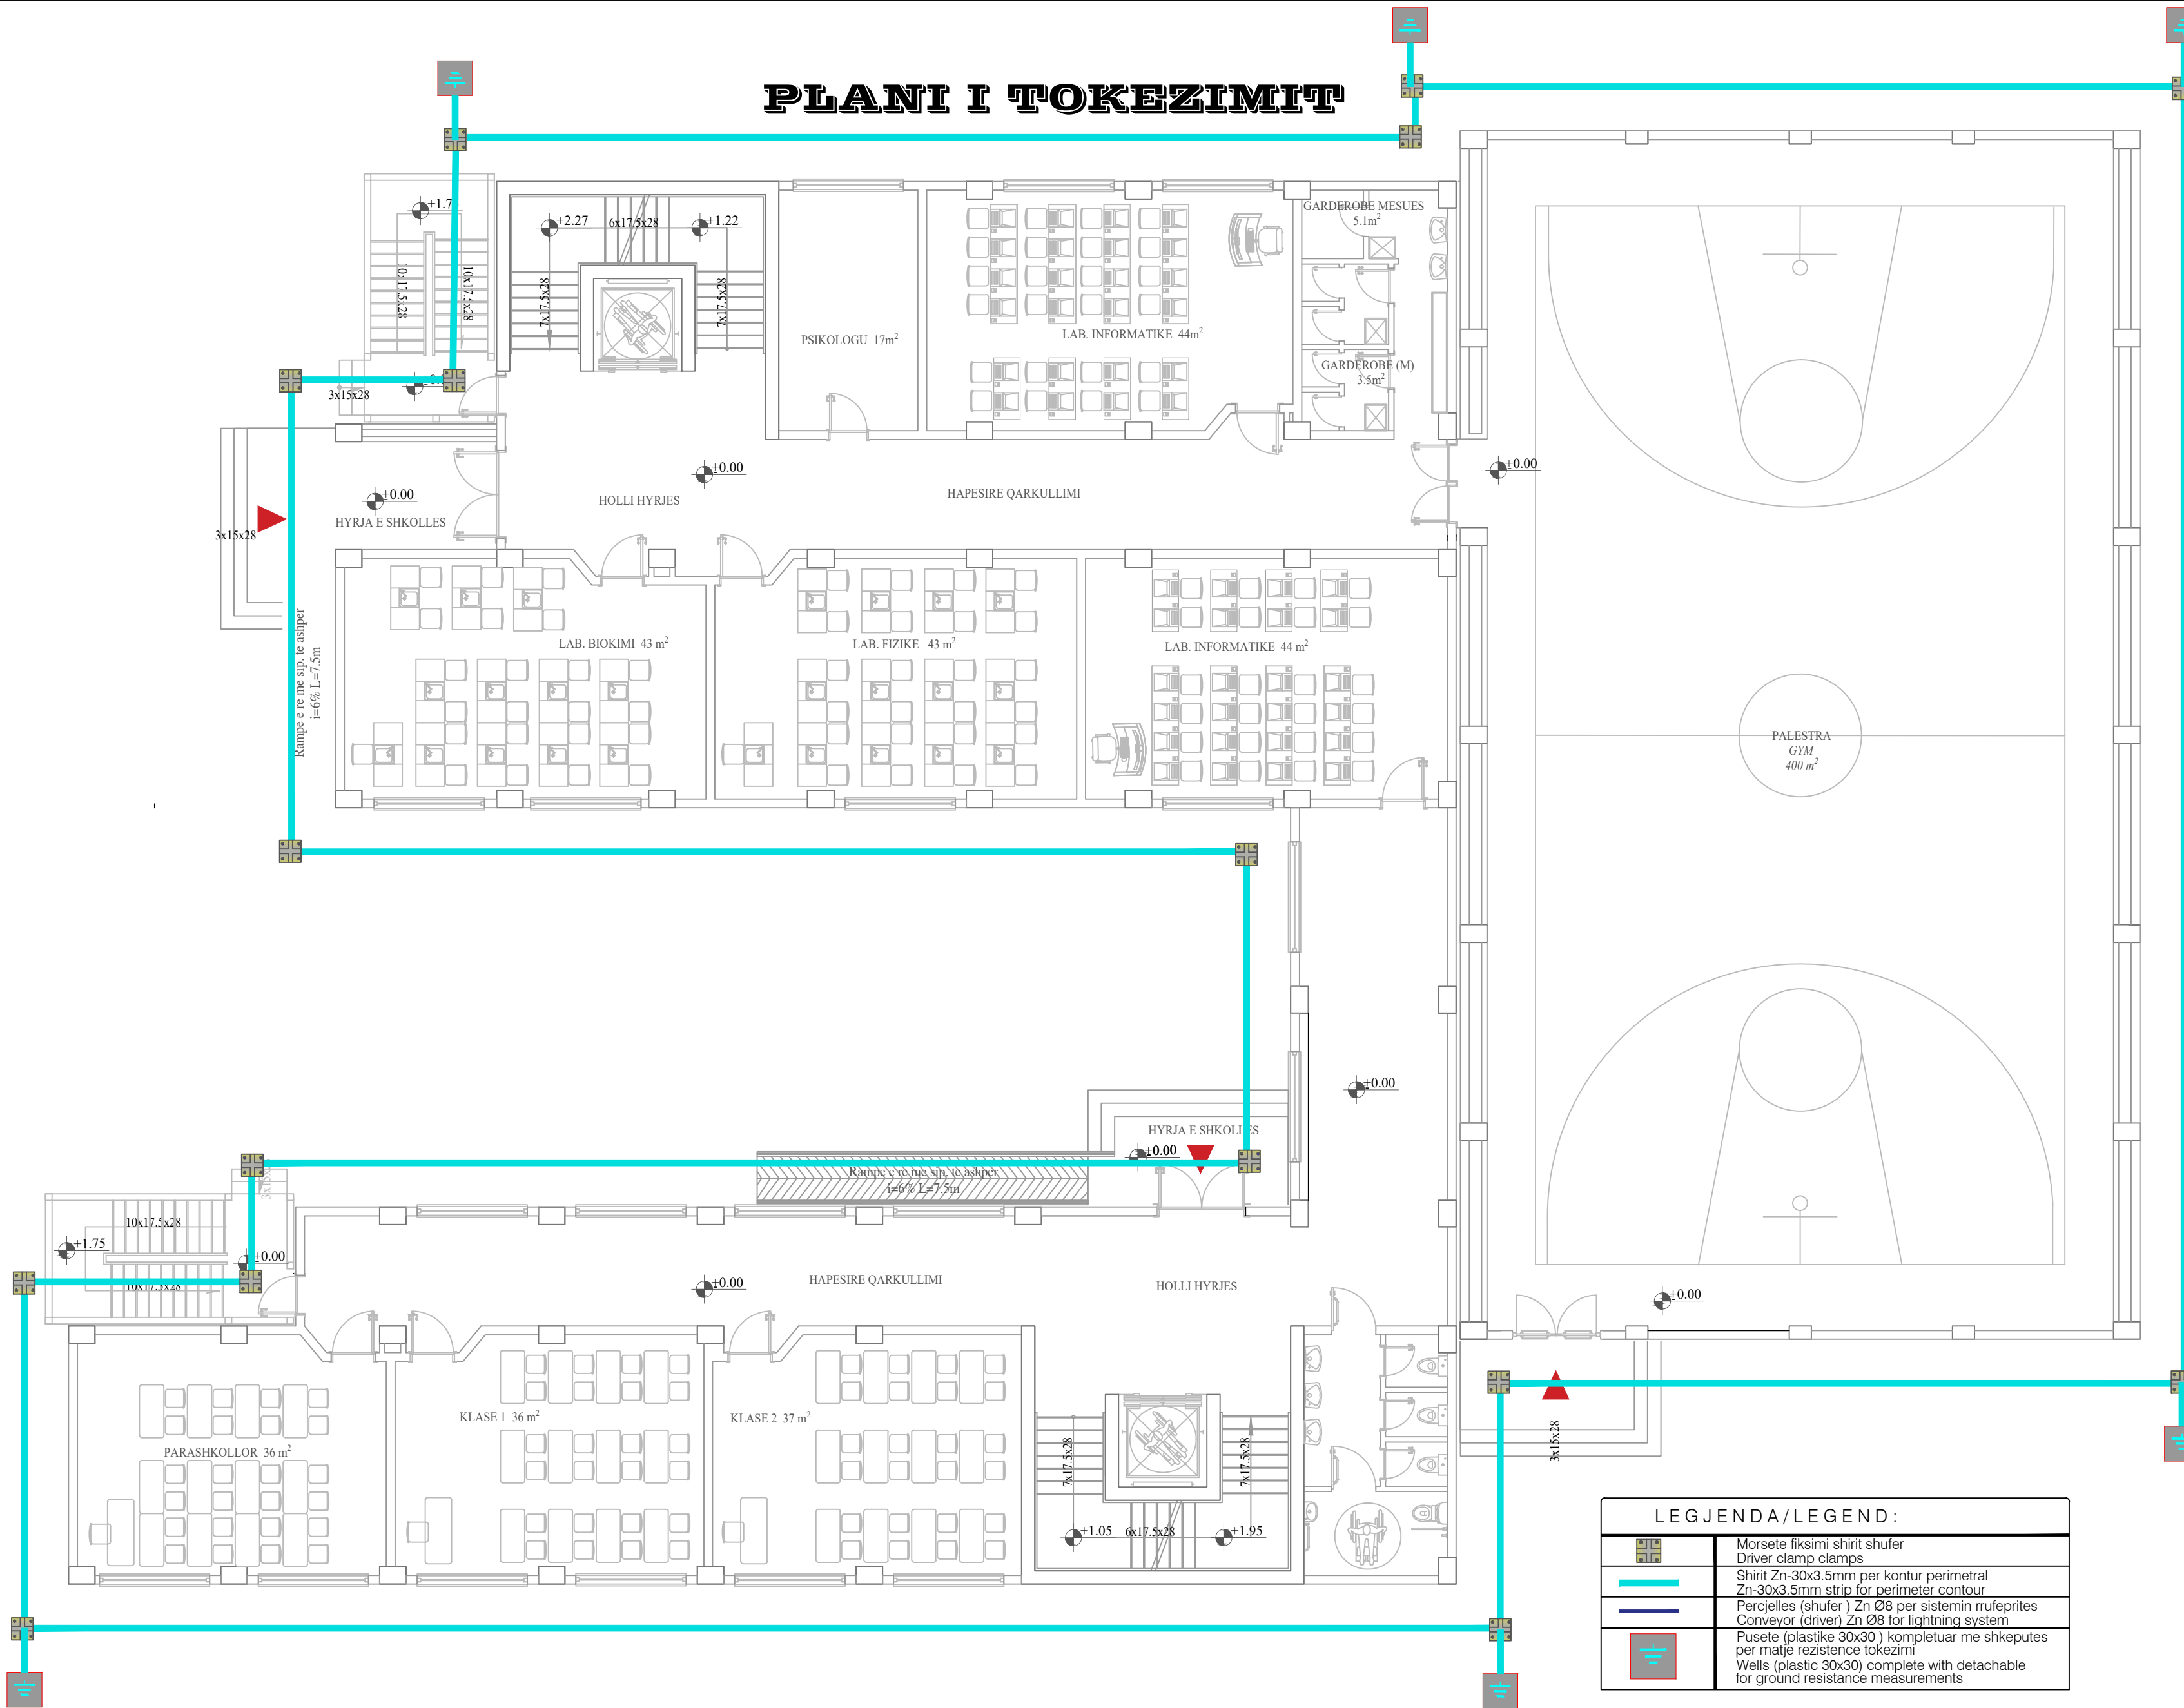 PLANI I TOKEZIMIT
+1.7
10x17.5x28
10x17.5x28
3x15x28
+2.27
6x17.5x28
+1.22
7x17.5x28
7x17.5x28
PSIKOLOGU 17m²
LAB. INFORMATIKE 44m²
GARDEROBE MESUES
5.1m²
GARDEROBE (M)
3.5m²
±0.00
HYRJA E SHKOLLES
3x15x28
±0.00
HOLLI HYRJES
HAPESIRE QARKULLIMI
±0.00
Rampe e re me sip. te ashper
i=6% L=7.5m
LAB. BIOKIMI 43 m²
LAB. FIZIKE 43 m²
LAB. INFORMATIKE 44 m²
PALESTRA
GYM
400 m²
±0.00
HYRJA E SHKOLLES
±0.00
Rampe e re me sip. te ashper
i=6% L=7.5m
10x17.5x28
+1.75
±0.00
10x17.5x28
±0.00
HAPESIRE QARKULLIMI
HOLLI HYRJES
±0.00
3x15x28
PARASHKOLLOR 36 m²
KLASE 1 36 m²
KLASE 2 37 m²
7x17.5x28
7x17.5x28
+1.05
6x17.5x28
+1.95
LEGJENDA/LEGEND:
Morsete fiksimi shirit shufer
Driver clamp clamps
Shirit Zn-30x3.5mm per kontur perimetral
Zn-30x3.5mm strip for perimeter contour
Percjelles (shufer ) Zn Ø8 per sistemin rrufeprites
Conveyor (driver) Zn Ø8 for lightning system
Pusete (plastike 30x30 ) kompletuar me shkeputes
per matje rezistence tokezimi
Wells (plastic 30x30) complete with detachable
for ground resistance measurements